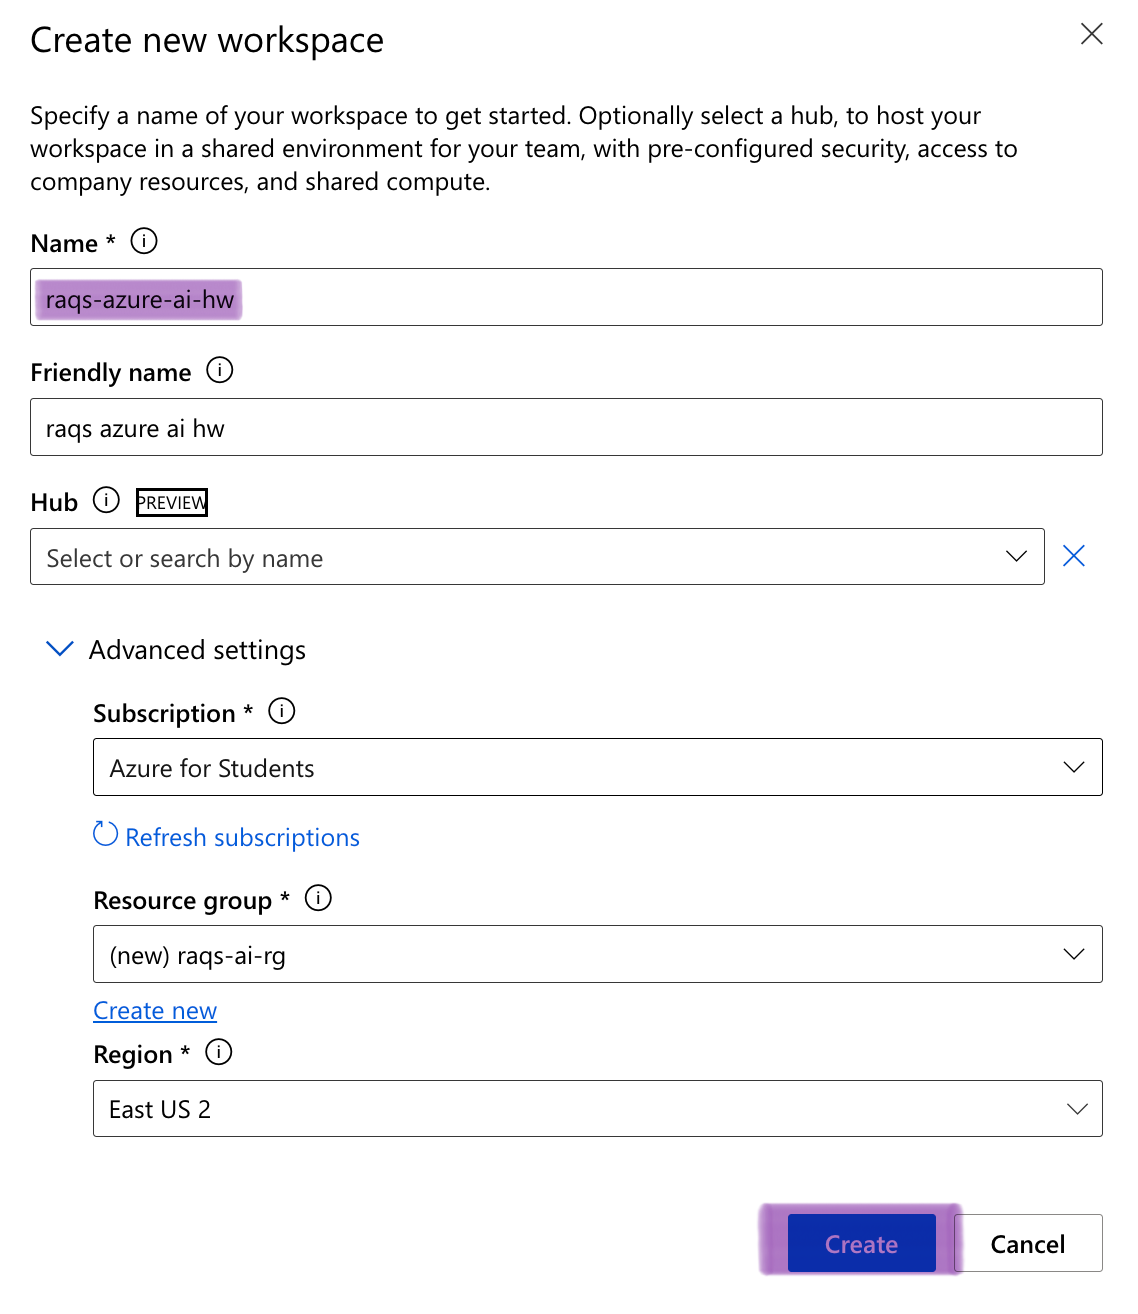 Create new workspace
Specify a name of your workspace to get started. Optionally select a hub, to host your
workspace in a shared environment for your team, with pre-configured security, access to
company resources, and shared compute.
Name *
raqs-azure-ai-hw
Friendly name
raqs azure ai hw
Hub PREVIEW
Select or search by name
Advanced settings
Subscription *
Azure for Students
Refresh subscriptions
Resource group *
(new) raqs-ai-rg
Create new
Region *
East US 2
Create Cancel